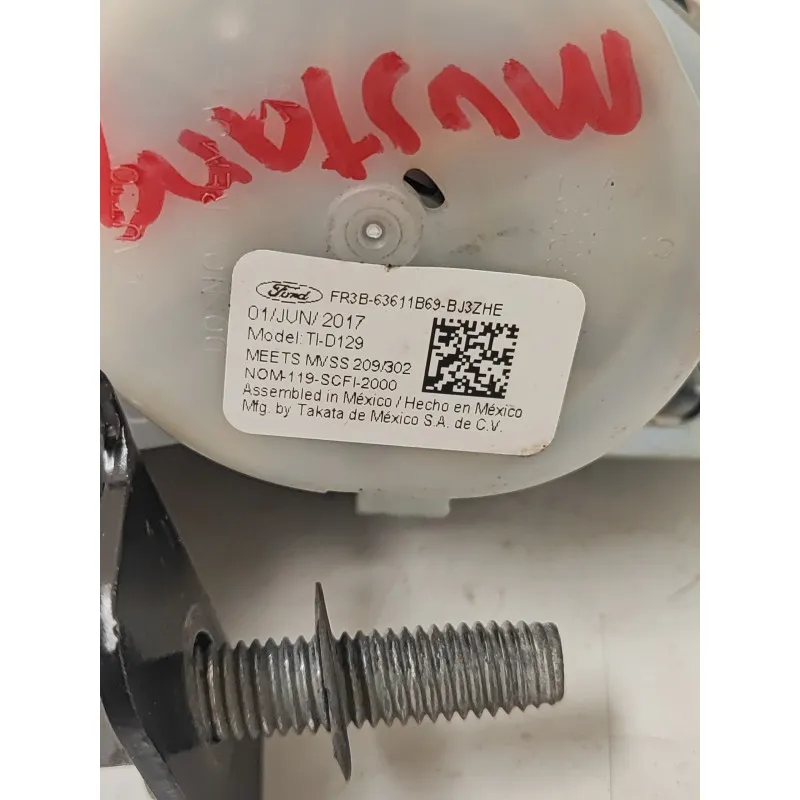 Mustang
Ford FR3B-63611B69-BJ3ZHE
01/JUN/2017
Model: TI-D129
MEETS MVSS 209/302
NOM-119-SCFI-2000
Assembled in México / Hecho en México
Mfg. by Takata de México S.A. de C.V.